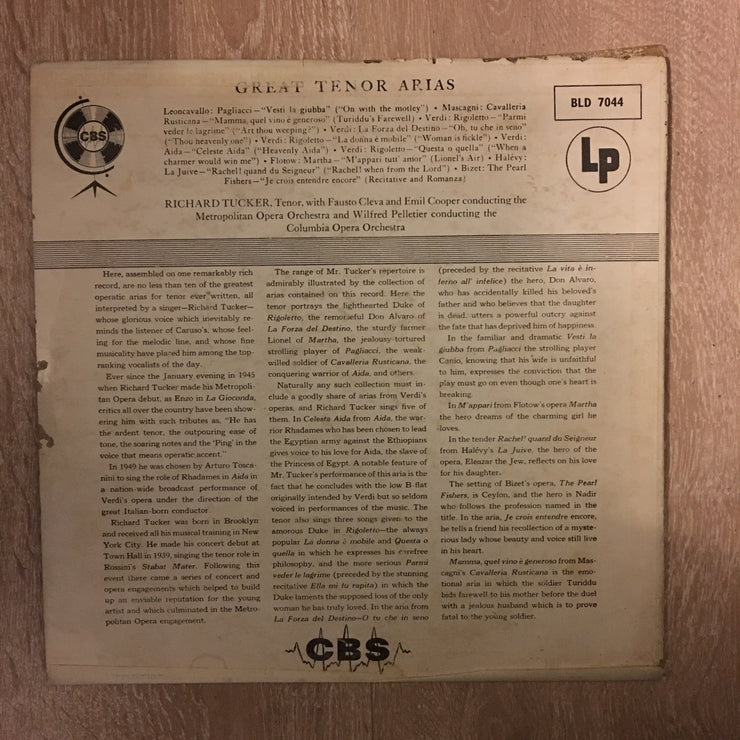 GREAT TENOR ARIAS
Leoncavallo: Pagliacci—"Vesti la giubba" ("On with the motley") • Mascagni: Cavalleria
Rusticana—"Mamma, quel vino è generoso" (Turiddu's Farewell) • Verdi: Rigoletto—"Parmi
veder le lagrime" ("Art thou weeping?") • Verdi: La Forza del Destino—"Oh, tu che in seno"
("Thou heavenly one") • Verdi: Rigoletto—"La donna è mobile" ("Woman is fickle") • Verdi:
Aida—"Celeste Aida" ("Heavenly Aida") • Verdi: Rigoletto—"Questa o quella" ("When a
charmer would win me") • Flotow: Martha—"M'appari tutt' amor" (Lionel's Air) • Halévy:
La Juive—"Rachel! quand du Seigneur" ("Rachel! when from the Lord") • Bizet: The Pearl
Fishers—"Je crois entendre encore" (Recitative and Romanza)
RICHARD TUCKER, Tenor, with Fausto Cleva and Emil Cooper conducting the
Metropolitan Opera Orchestra and Wilfred Pelletier conducting the
Columbia Opera Orchestra
CBS
BLD 7044
Lp
Here, assembled on one remarkably rich
record, are no less than ten of the greatest
operatic arias for tenor ever written, all
interpreted by a singer—Richard Tucker—
whose glorious voice which inevitably re-
minds the listener of Caruso's, whose feel-
ing for the melodic line, and whose fine
musicality have placed him among the top-
ranking vocalists of the day.
Ever since the January evening in 1945
when Richard Tucker made his Metropoli-
tan Opera debut, as Enzo in La Gioconda,
critics all over the country have been show-
ering him with such tributes as, "He has
the ardent tenor, the outpouring ease of
tone, the soaring notes and the 'Ping' in the
voice that means operatic accent."
In 1949 he was chosen by Arturo Tosca-
nini to sing the role of Rhadames in Aida in
a nation-wide broadcast performance of
Verdi's opera under the direction of the
great Italian-born conductor.
Richard Tucker was born in Brooklyn
and received all his musical training in New
York City. He made his concert debut at
Town Hall in 1939, singing the tenor role in
Rossini's Stabat Mater. Following this
event there came a series of concert and
opera engagements which helped to build
up an enviable reputation for the young
artist and which culminated in the Metro-
politan Opera engagement.
The range of Mr. Tucker's repertoire is
admirably illustrated by the collection of
arias contained on this record. Here the
tenor portrays the lighthearted Duke of
Rigoletto, the remorseful Don Alvaro of
La Forza del Destino, the sturdy farmer
Lionel of Martha, the jealousy-tortured
strolling player of Pagliacci, the weak-
willed soldier of Cavalleria Rusticana, the
conquering warrior of Aida, and others.
Naturally any such collection must in-
clude a goodly share of arias from Verdi's
operas, and Richard Tucker sings five of
them. In Celesta Aida from Aida, the war-
rior Rhadames who has been chosen to lead
the Egyptian army against the Ethiopians
gives voice to his love for Aida, the slave of
the Princess of Egypt. A notable feature of
Mr. Tucker's performance of this aria is the
fact that he concludes with the low B-flat
originally intended by Verdi but so seldom
voiced in performances of the music. The
tenor also sings three songs given to the
amorous Duke in Rigoletto—the always
popular La donna è mobile and Questa o
quella in which he expresses his carefree
philosophy, and the more serious Parmi
veder le lagrime (preceded by the stunning
recitative Ella mi fu rapita) in which the
Duke laments the supposed loss of the only
woman he has truly loved. In the aria from
La Forza del Destino—O tu che in seno
(preceded by the recitative La vita è in-
ferno all' infelice) the hero, Don Alvaro,
who has accidentally killed his beloved's
father and who believes that the daughter
is dead, utters a powerful outcry against
the fate that has deprived him of happiness.
In the familiar and dramatic Vesti la
giubba from Pagliacci the strolling player
Canio, knowing that his wife is unfaithful
to him, expresses the conviction that the
play must go on even though one's heart is
breaking.
In M'appari from Flotow's opera Martha
the hero dreams of the charming girl he
loves.
In the tender Rachel! quand du Seigneur
from Halévy's La Juive, the hero of the
opera, Eleazar the Jew, reflects on his love
for his daughter.
The setting of Bizet's opera, The Pearl
Fishers, is Ceylon, and the hero is Nadir
who follows the profession named in the
title. In the aria, Je crois entendre encore,
he tells a friend his recollection of a myste-
rious lady whose beauty and voice still live
in his heart.
Mamma, quel vino è generoso from Mas-
cagni's Cavalleria Rusticana is the emo-
tional aria in which the soldier Turiddu
bids farewell to his mother before the duel
with a jealous husband which is to prove
fatal to the young soldier.
CBS